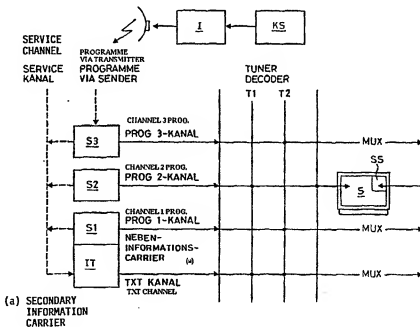 I
KS
SERVICE
CHANNEL
SERVICE
KANAL
PROGRAMME
VIA TRANSMITTER
PROGRAMME
VIA SENDER
TUNER
DECODER
T1
T2
S3
CHANNEL 3 PROG.
PROG 3-KANAL
MUX
S2
CHANNEL 2 PROG.
PROG 2-KANAL
SS
S
S1
CHANNEL 1 PROG.
PROG 1-KANAL
MUX
NEBEN-
INFORMATIONS-
CARRIER (a)
IT
TXT KANAL
TXT CHANNEL
MUX
(a) SECONDARY
INFORMATION
CARRIER